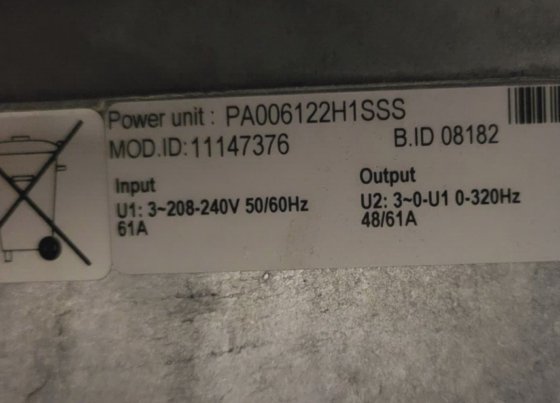 Power unit : PA006122H1SSS
MOD.ID:11147376 B.ID 08182
Input
U1: 3~208-240V 50/60Hz
61A
Output
U2: 3~0-U1 0-320Hz
48/61A